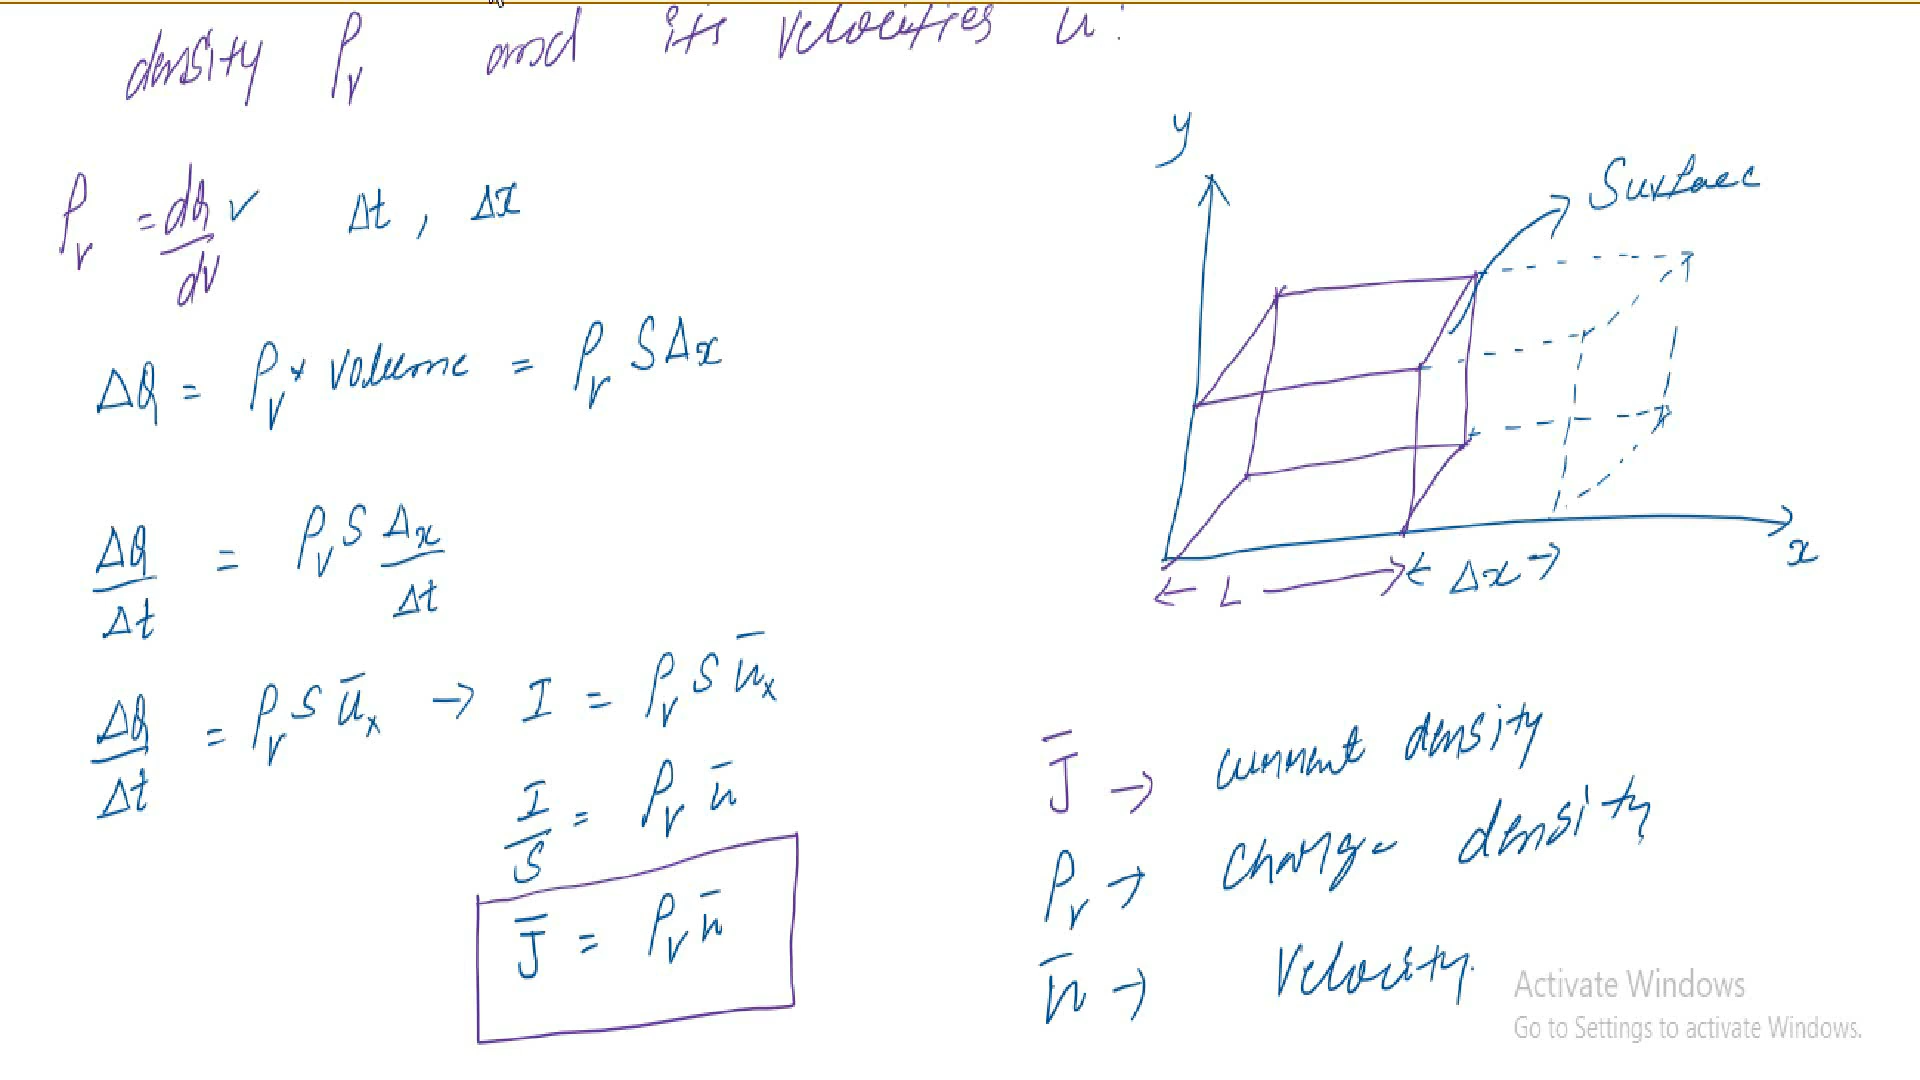 density ρv and its velocities u.
ρv = dQ/dv ✓ Δt , Δx
ΔQ = ρv × volume = ρv S Δx
ΔQ/Δt = ρv S Δx/Δt
ΔQ/Δt = ρv S ūx → I = ρv S ūx
I/S = ρv ū
J̄ = ρv ū
y
Surface
x
← L → ← Δx →
J̄ → current density
ρv → charge density
ū → Velocity.
Activate Windows
Go to Settings to activate Windows.